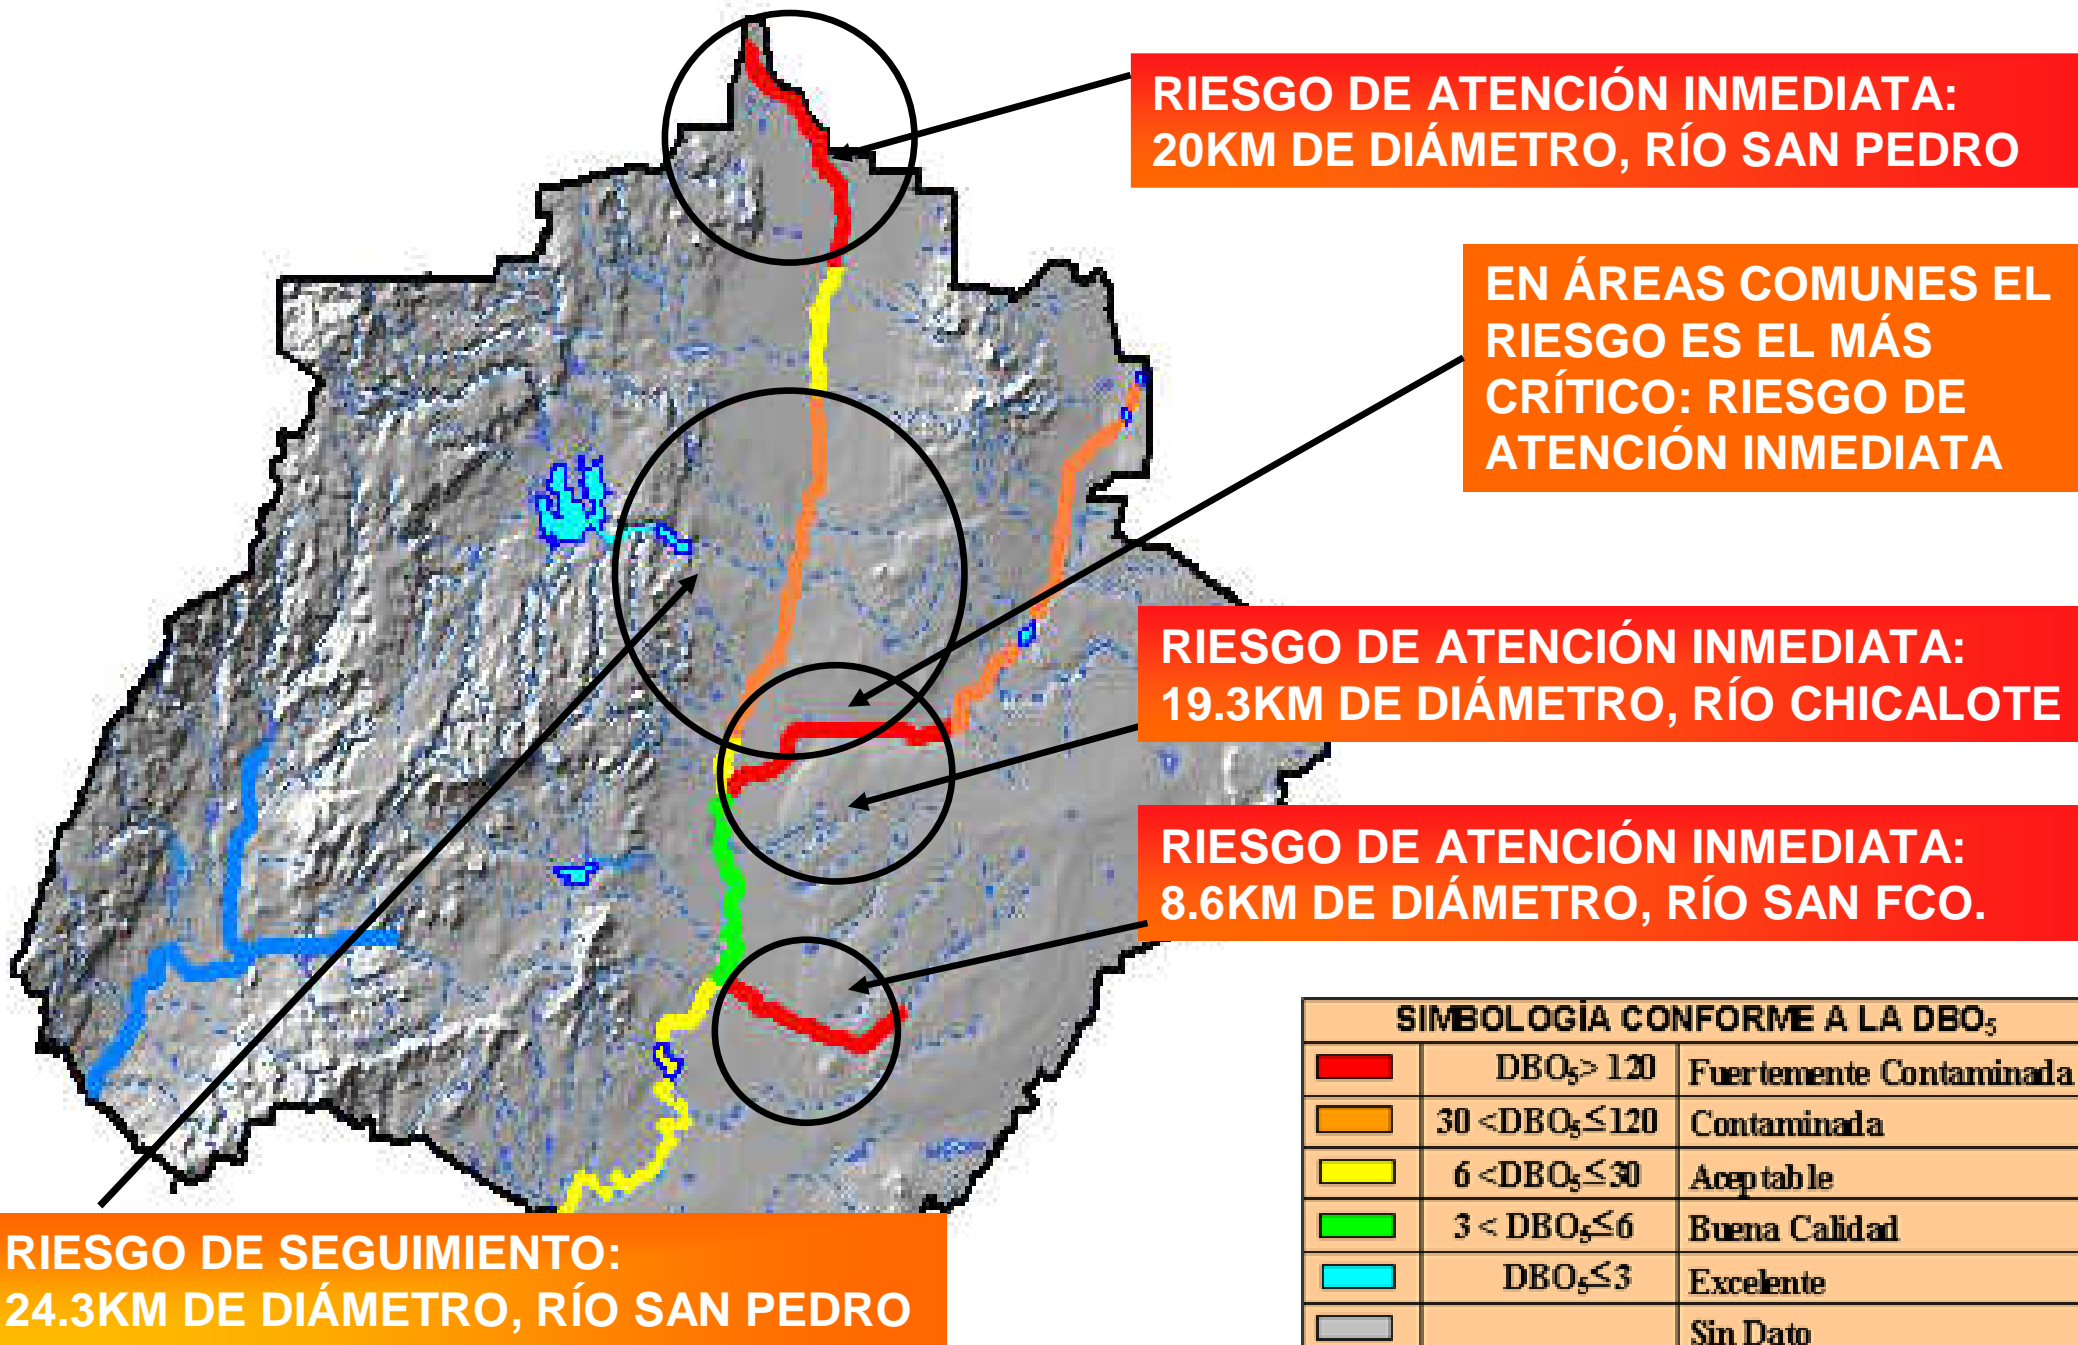 RIESGO DE ATENCIÓN INMEDIATA:
20KM DE DIÁMETRO, RÍO SAN PEDRO
EN ÁREAS COMUNES EL
RIESGO ES EL MÁS
CRÍTICO: RIESGO DE
ATENCIÓN INMEDIATA
RIESGO DE ATENCIÓN INMEDIATA:
19.3KM DE DIÁMETRO, RÍO CHICALOTE
RIESGO DE ATENCIÓN INMEDIATA:
8.6KM DE DIÁMETRO, RÍO SAN FCO.
RIESGO DE SEGUIMIENTO:
24.3KM DE DIÁMETRO, RÍO SAN PEDRO
SIMBOLOGÍA CONFORME A LA DBO₅
DBO₅> 120 Fuertemente Contaminada
30 <DBO₅≤120 Contaminada
6 <DBO₅≤30 Aceptable
3 < DBO₅≤6 Buena Calidad
DBO₅≤3 Excelente
Sin Dato